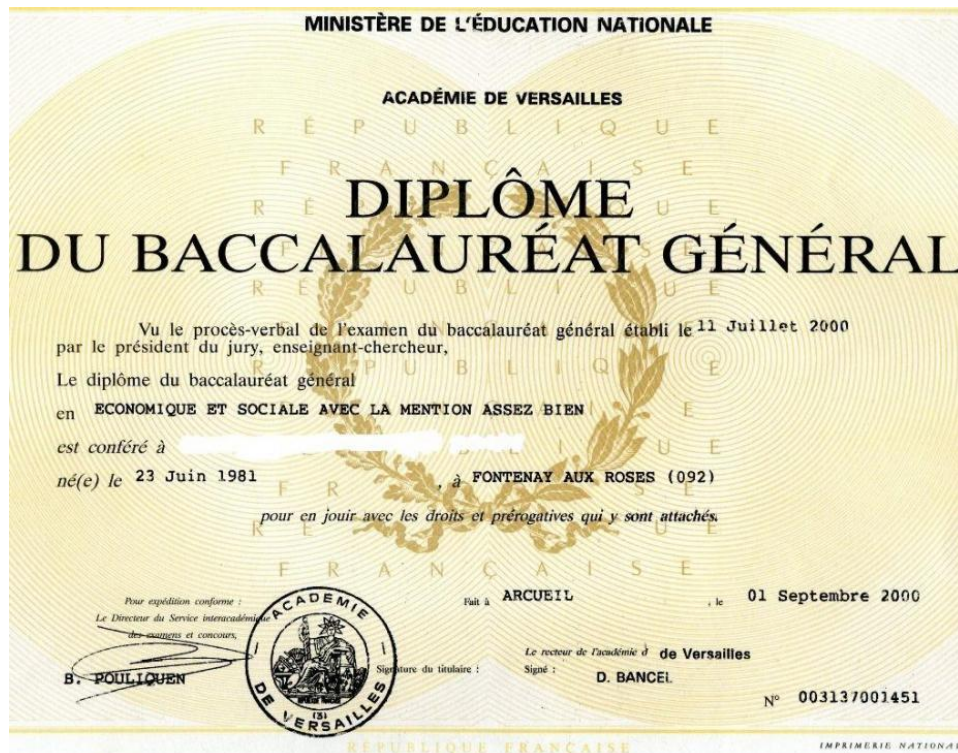 MINISTÈRE DE L'ÉDUCATION NATIONALE
ACADÉMIE DE VERSAILLES
RÉPUBLIQUE
FRANÇAISE
DIPLÔME
DU BACCALAURÉAT GÉNÉRAL
Vu le procès-verbal de l'examen du baccalauréat général établi le 11 Juillet 2000
par le président du jury, enseignant-chercheur,
Le diplôme du baccalauréat général
en ECONOMIQUE ET SOCIALE AVEC LA MENTION ASSEZ BIEN
est conféré à
né(e) le 23 Juin 1981 , à FONTENAY AUX ROSES (092)
pour en jouir avec les droits et prérogatives qui y sont attachés.
FRANÇAISE
Pour expédition conforme :
Le Directeur du Service interacadémique
des examens et concours,
B. POULIQUEN
ACADEMIE DE VERSAILLES
(3)
Signature du titulaire :
Fait à ARCUEIL , le 01 Septembre 2000
Le recteur de l'académie d de Versailles
Signé : D. BANCEL
N° 003137001451
RÉPUBLIQUE FRANÇAISE
IMPRIMERIE NATIONA